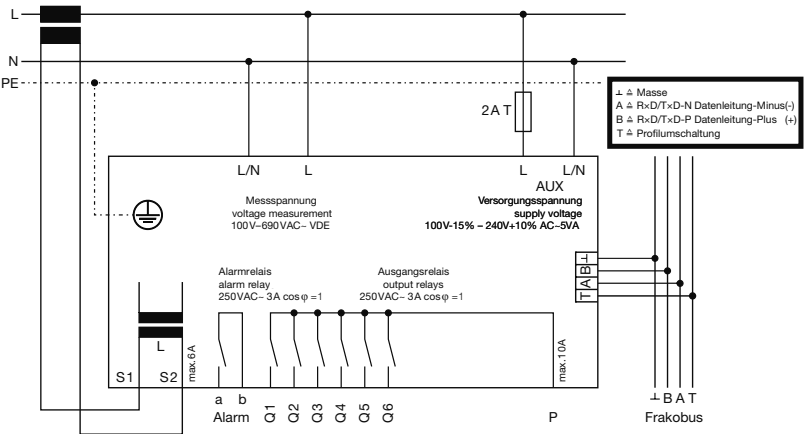 L
N
PE
2 A T
⊥ ≙ Masse
A ≙ R×D/T×D-N Datenleitung-Minus(-)
B ≙ R×D/T×D-P Datenleitung-Plus (+)
T ≙ Profilumschaltung
L/N
L
L
L/N
AUX
Messspannung
voltage measurement
100V~690VAC~ VDE
Versorgungsspannung
supply voltage
100V-15% – 240V+10% AC~5VA
⊥
B
A
T
Alarmrelais
alarm relay
250VAC~ 3A cosφ =1
Ausgangsrelais
output relays
250VAC~ 3A cosφ =1
L
S1
S2
max.6A
max.10A
a
b
Alarm
Q1
Q2
Q3
Q4
Q5
Q6
P
⊥ B A T
Frakobus